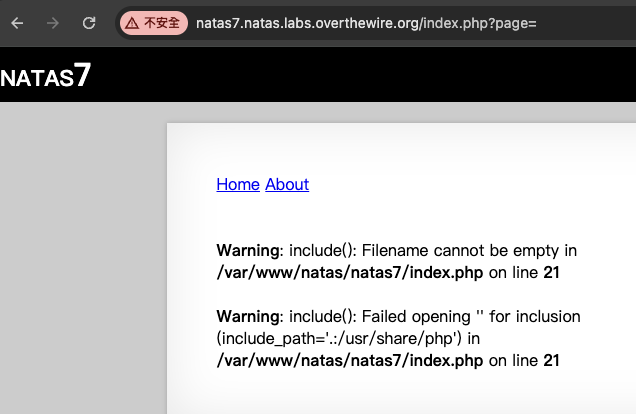 不安全 natas7.natas.labs.overthewire.org/index.php?page=
NATAS7
Home About
Warning: include(): Filename cannot be empty in
/var/www/natas/natas7/index.php on line 21
Warning: include(): Failed opening '' for inclusion
(include_path='.:/usr/share/php') in
/var/www/natas/natas7/index.php on line 21